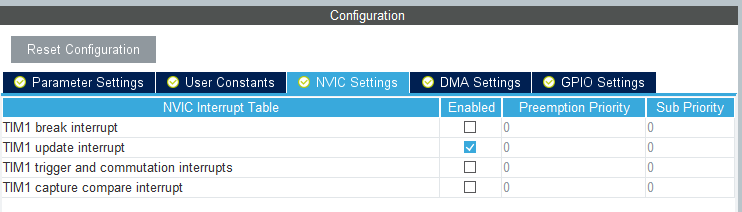 Configuration
Reset Configuration
Parameter Settings User Constants NVIC Settings DMA Settings GPIO Settings
NVIC Interrupt Table Enabled Preemption Priority Sub Priority
TIM1 break interrupt 0 0
TIM1 update interrupt 0 0
TIM1 trigger and commutation interrupts 0 0
TIM1 capture compare interrupt 0 0